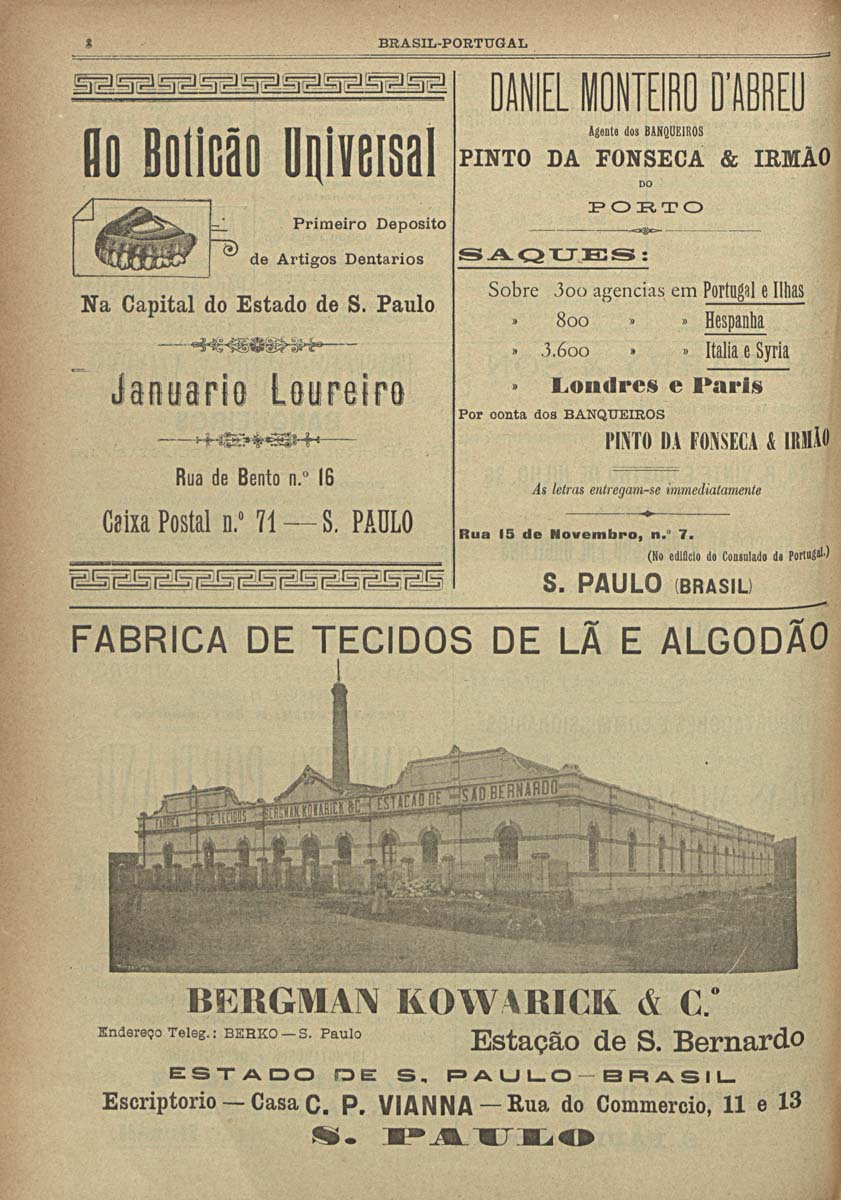 BRASIL-PORTUGAL
Ao Boticão Universal
Primeiro Deposito
de Artigos Dentarios
Na Capital do Estado de S. Paulo
Januario Loureiro
Rua de Bento n.º 16
Caixa Postal n.º 71 — S. PAULO
DANIEL MONTEIRO D'ABREU
Agente dos BANQUEIROS
PINTO DA FONSECA & IRMÃO
DO
PORTO
SAQUES:
Sobre 300 agencias em Portugal e Ilhas
» 800 » » Hespanha
» 3.600 » » Italia e Syria
» Londres e Paris
Por conta dos BANQUEIROS
PINTO DA FONSECA & IRMÃO
As letras entregam-se immediatamente
Rua 15 de Novembro, n.º 7.
(No edificio do Consulado de Portugal.)
S. PAULO (BRASIL)
FABRICA DE TECIDOS DE LÃ E ALGODÃO
FABRICA DE TECIDOS BERGMAN, KOWARICK & C. ESTACAO DE SÃO BERNARDO
BERGMAN KOWARICK & C.º
Endereço Teleg.: BERKO — S. Paulo
Estação de S. Bernardo
ESTADO DE S. PAULO — BRASIL
Escriptorio — Casa C. P. VIANNA — Rua do Commercio, 11 e 13
S. PAULO